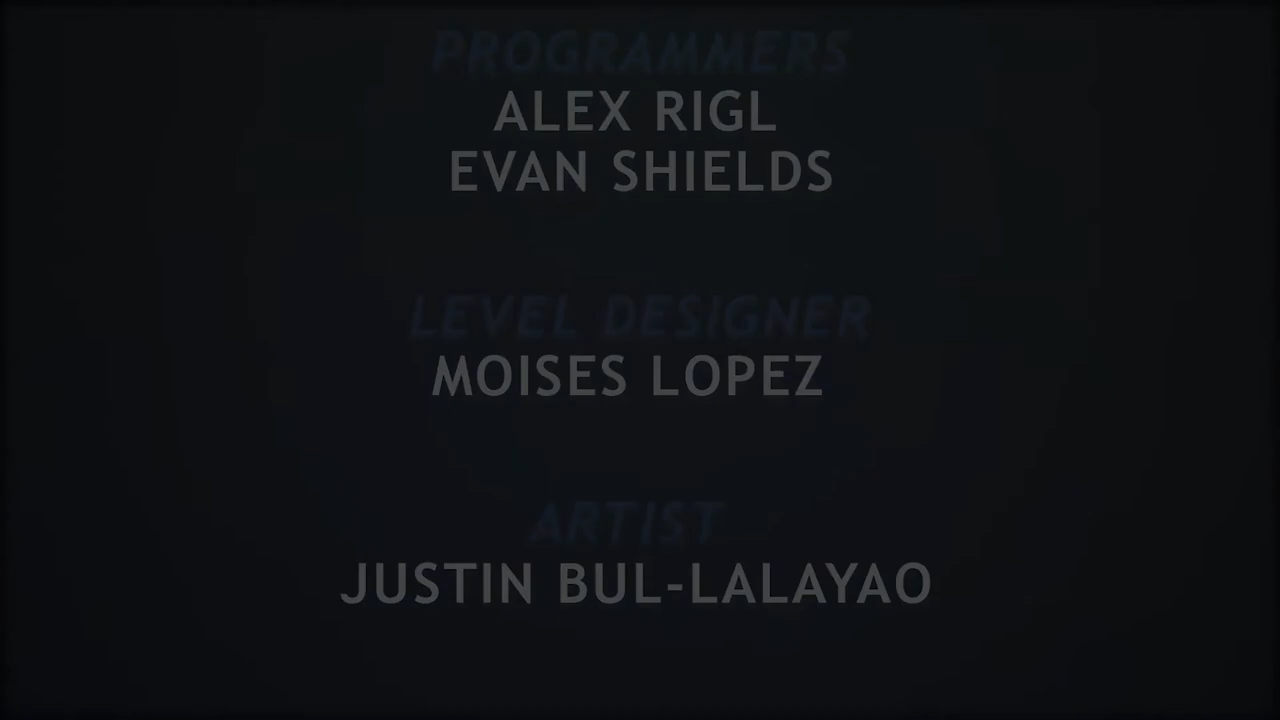 PROGRAMMERS
ALEX RIGL
EVAN SHIELDS
LEVEL DESIGNER
MOISES LOPEZ
ARTIST
JUSTIN BUL-LALAYAO